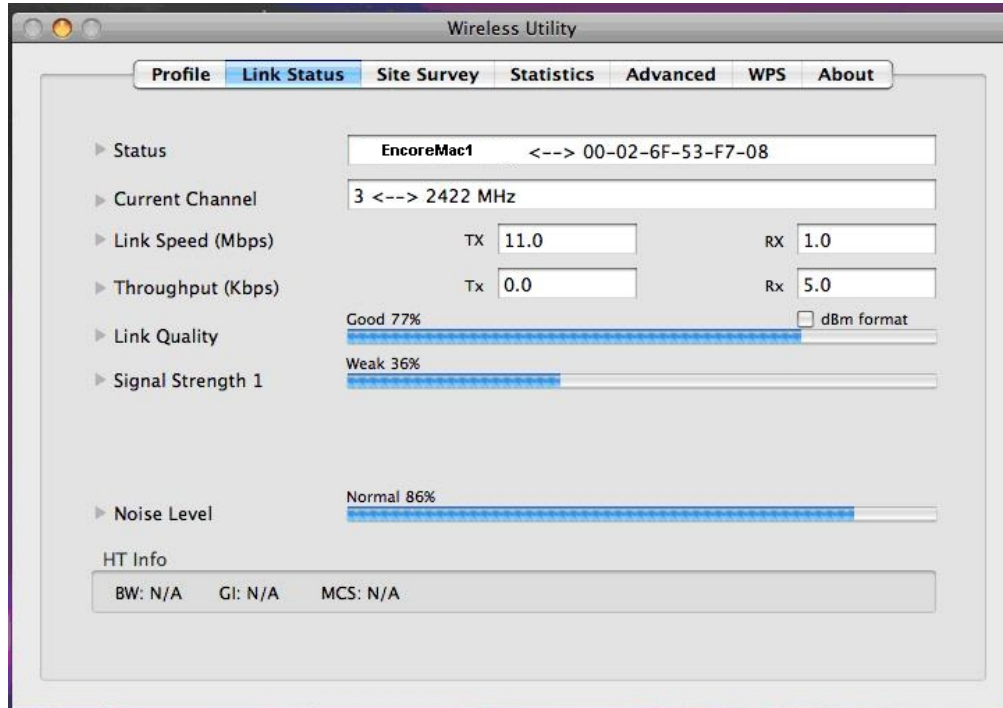 Wireless Utility
Profile Link Status Site Survey Statistics Advanced WPS About
Status EncoreMac1 <--> 00-02-6F-53-F7-08
Current Channel 3 <--> 2422 MHz
Link Speed (Mbps) TX 11.0 RX 1.0
Throughput (Kbps) Tx 0.0 Rx 5.0
Good 77% dBm format
Link Quality
Weak 36%
Signal Strength 1
Normal 86%
Noise Level
HT Info
BW: N/A GI: N/A MCS: N/A